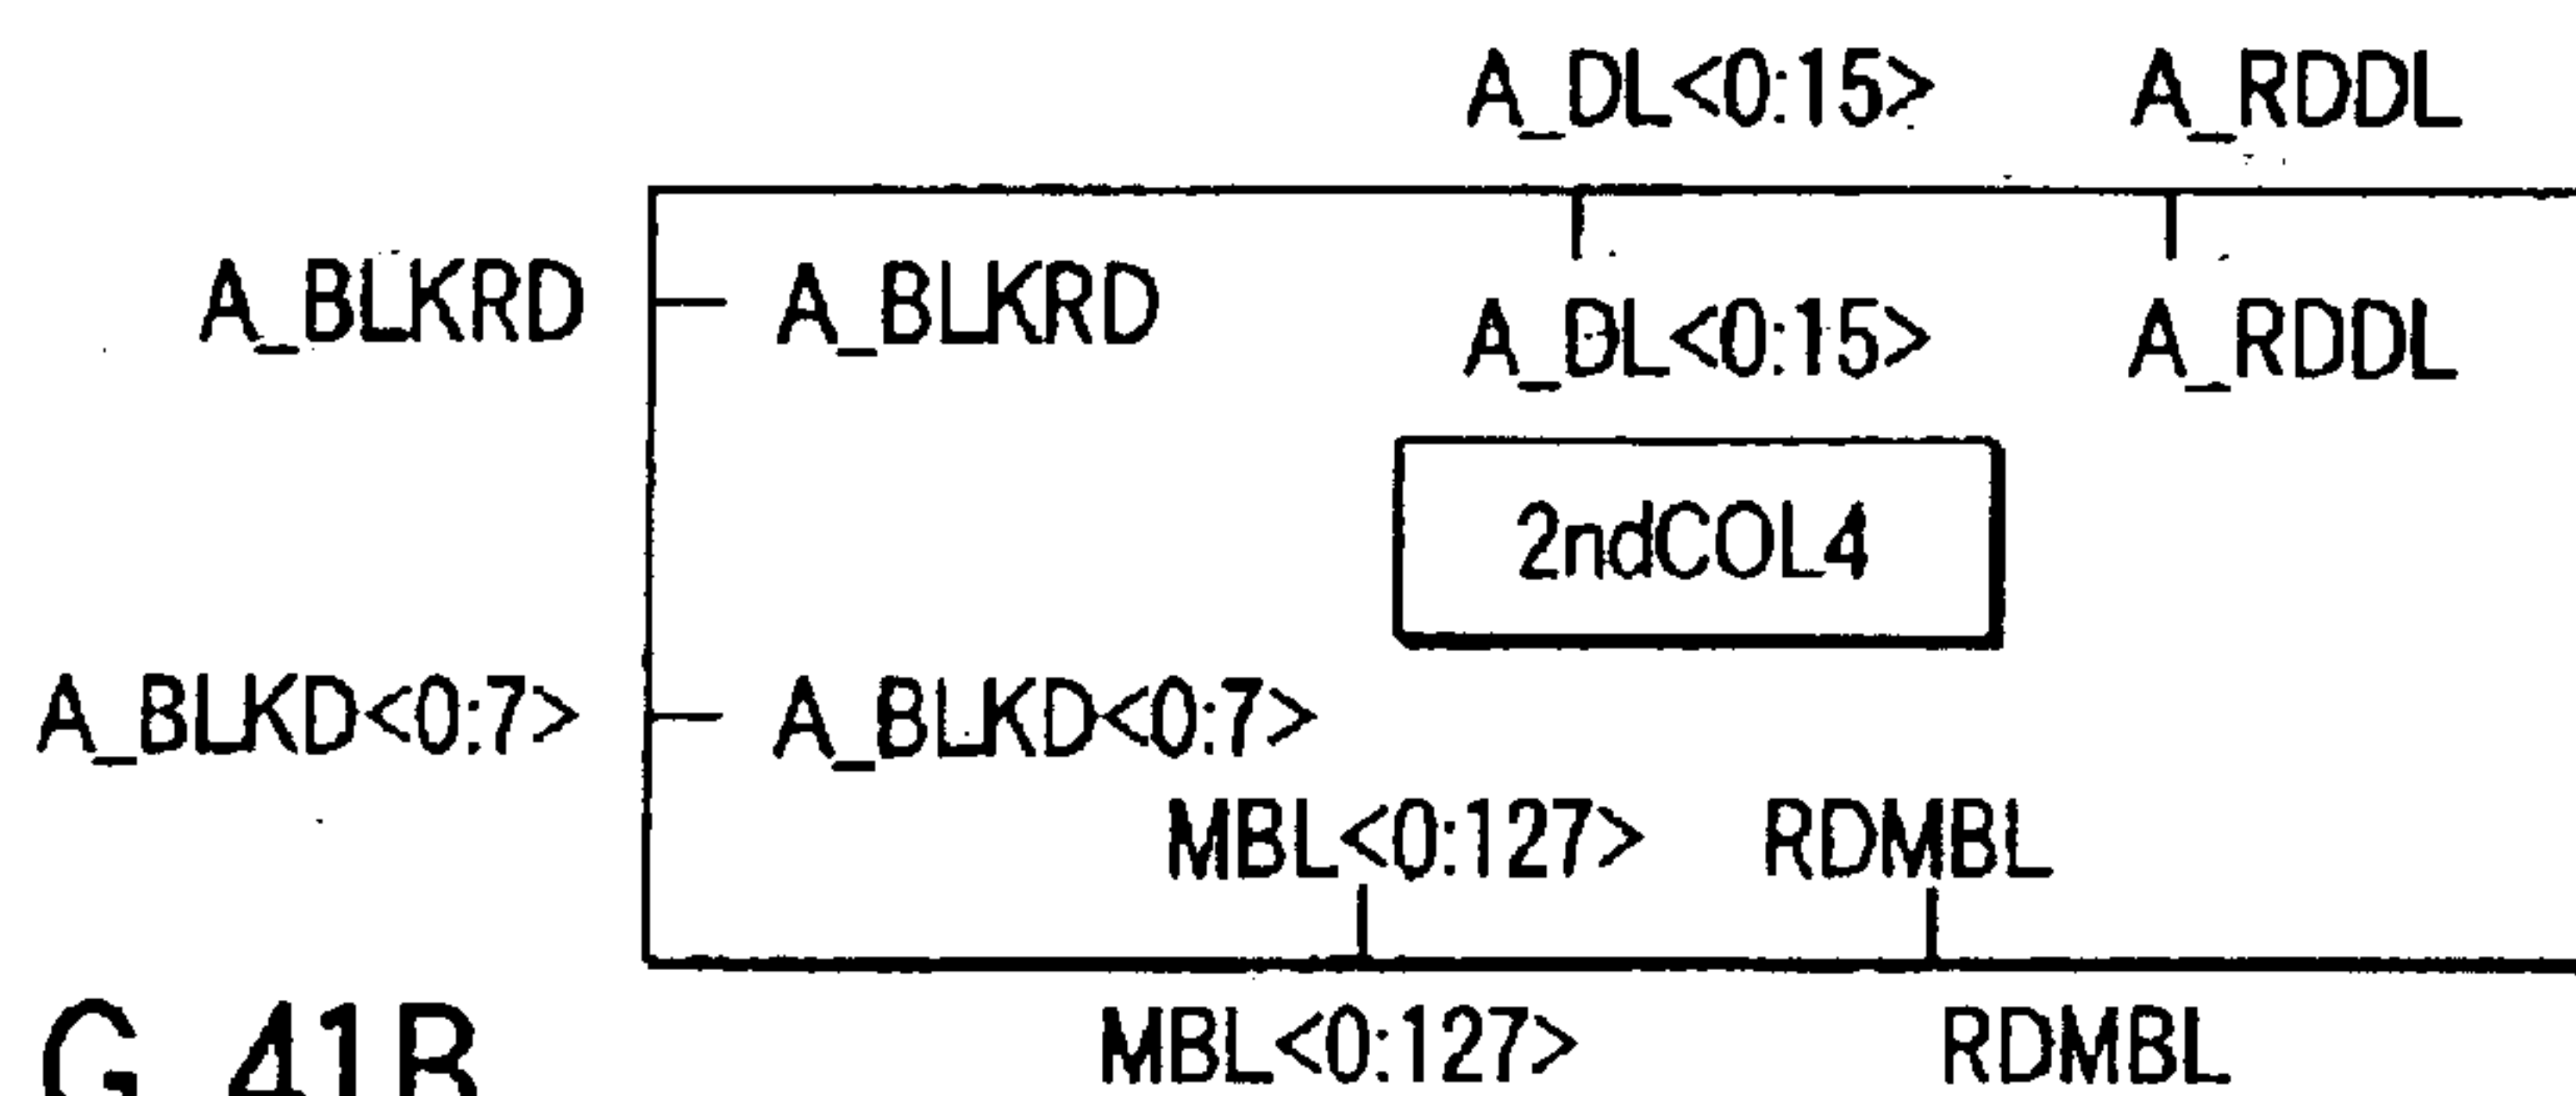 A_DL<0:15> A_RDDL
A_BLKRD A_BLKRD
A_DL<0:15> A_RDDL
2ndCOL4
A_BLKD<0:7> A_BLKD<0:7>
MBL<0:127> RDMBL
MBL<0:127> RDMBL
G 41B